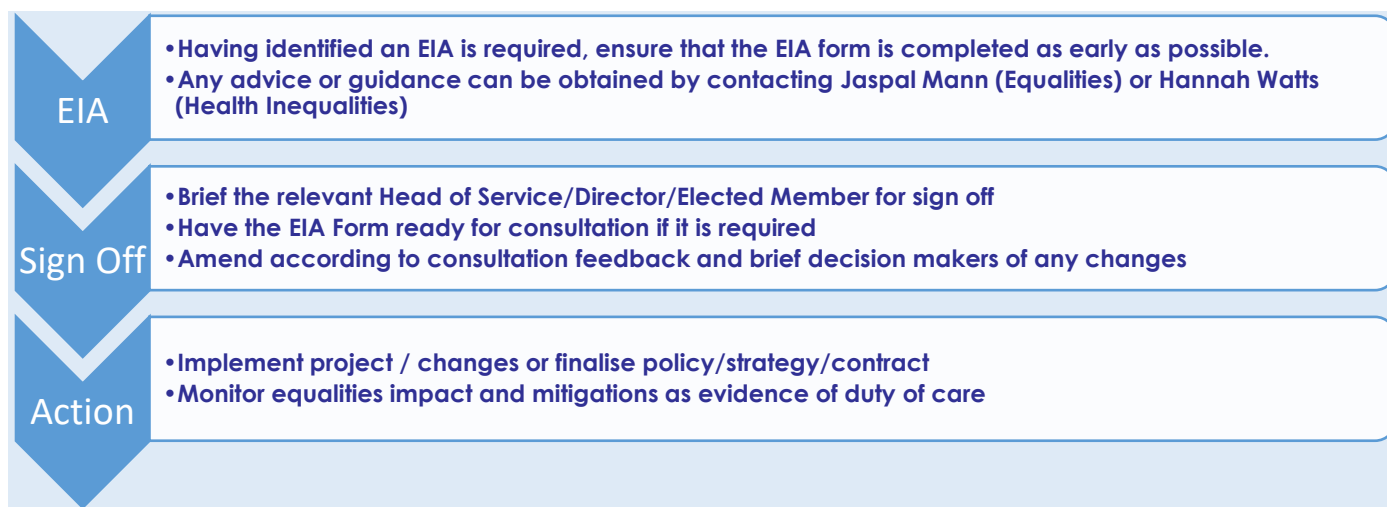 EIA
•Having identified an EIA is required, ensure that the EIA form is completed as early as possible.
•Any advice or guidance can be obtained by contacting Jaspal Mann (Equalities) or Hannah Watts
(Health Inequalities)
Sign Off
•Brief the relevant Head of Service/Director/Elected Member for sign off
•Have the EIA Form ready for consultation if it is required
•Amend according to consultation feedback and brief decision makers of any changes
Action
•Implement project / changes or finalise policy/strategy/contract
•Monitor equalities impact and mitigations as evidence of duty of care